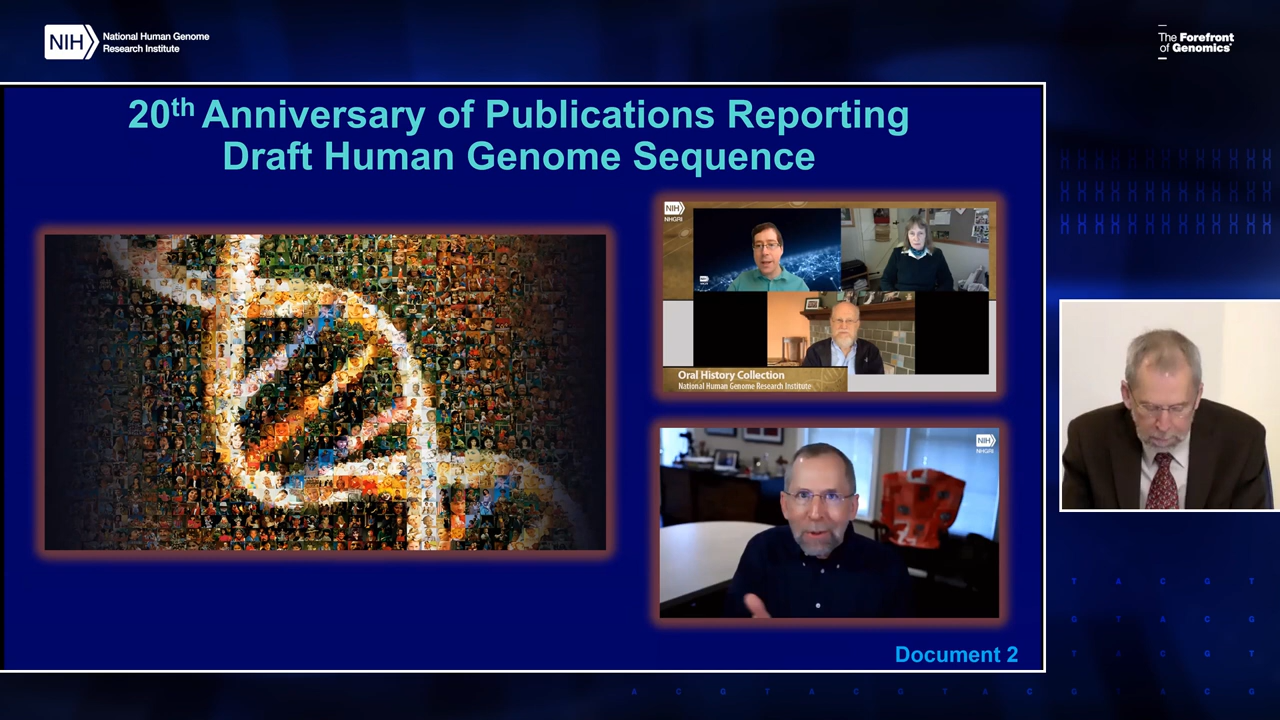 NIH National Human Genome
Research Institute
The Forefront
of Genomics®
20th Anniversary of Publications Reporting
Draft Human Genome Sequence
NIH
NHGRI
Oral History Collection
National Human Genome Research Institute
NIH
NHGRI
Document 2
T A C G T
G T A C G
T A C G T
A C G T A C G T A C G T A C G